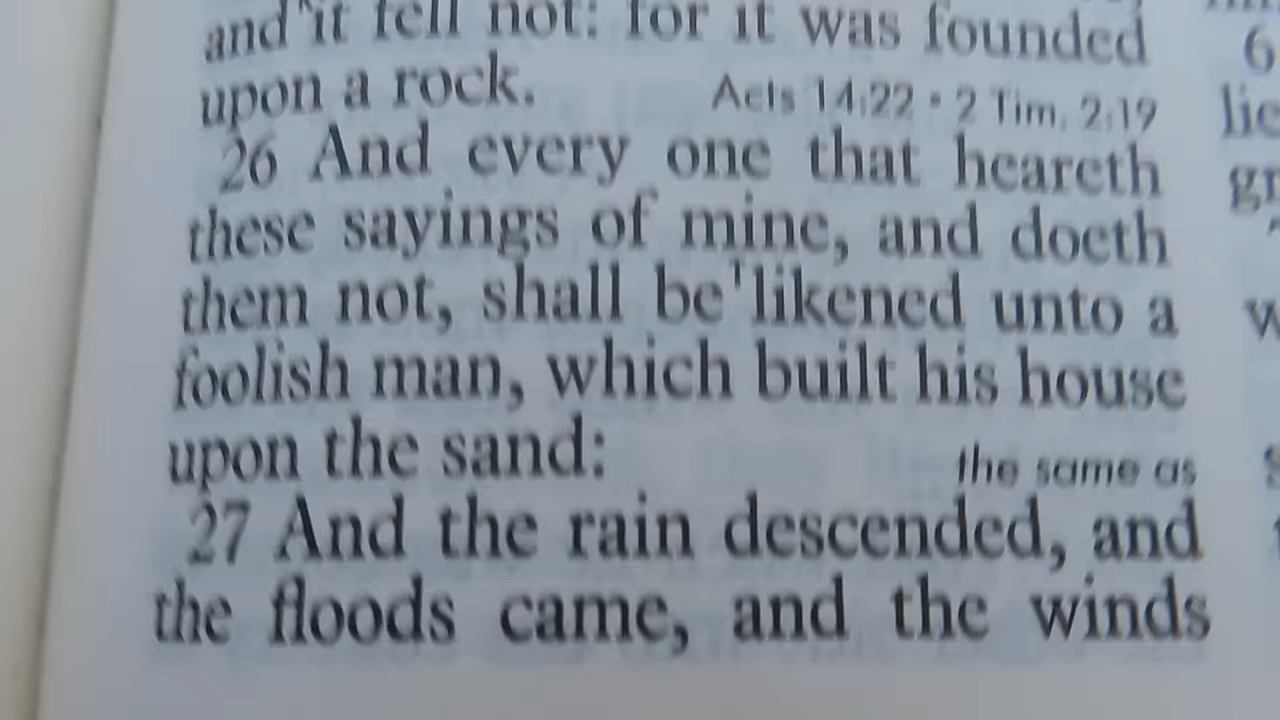 and it fell not: for it was founded
upon a rock. Acts 14:22 • 2 Tim. 2:19
26 And every one that heareth
these sayings of mine, and doeth
them not, shall be ˈlikened unto a
foolish man, which built his house
upon the sand: the same as
27 And the rain descended, and
the floods came, and the winds
6